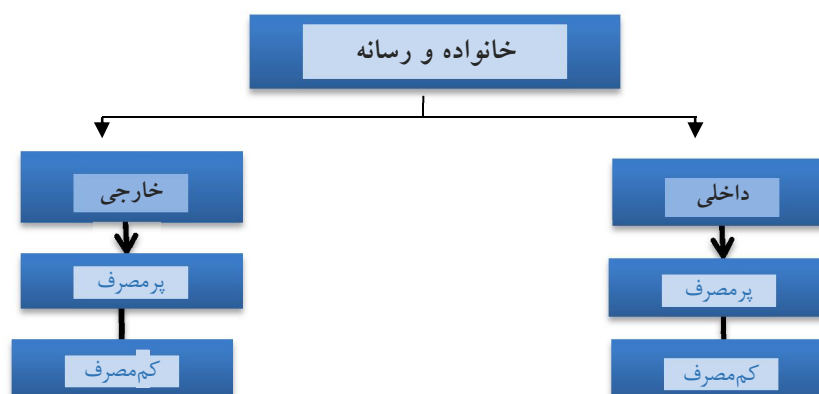 خانواده و رسانه
داخلی
خارجی
پرمصرف
پرمصرف
کم‌مصرف
کم‌مصرف